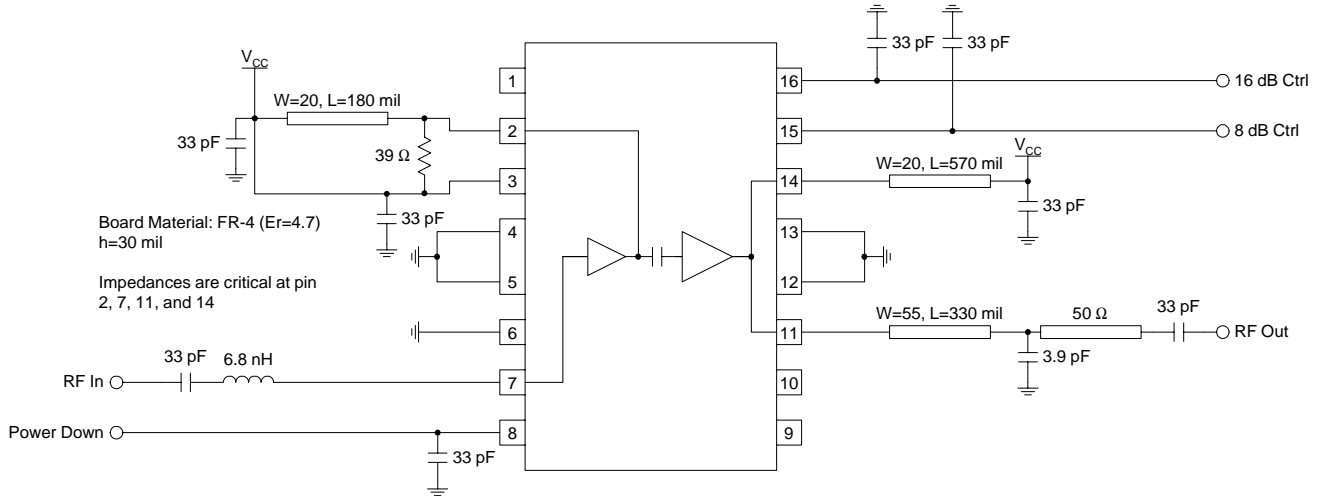 33 pF
33 pF
V_CC
1
16
16 dB Ctrl
W=20, L=180 mil
2
15
8 dB Ctrl
33 pF
39 Ω
V_CC
W=20, L=570 mil
3
14
33 pF
33 pF
Board Material: FR-4 (Er=4.7)
h=30 mil
4
13
5
12
Impedances are critical at pin
2, 7, 11, and 14
W=55, L=330 mil
50 Ω
33 pF
6
11
RF Out
3.9 pF
33 pF
6.8 nH
RF In
7
10
Power Down
8
9
33 pF